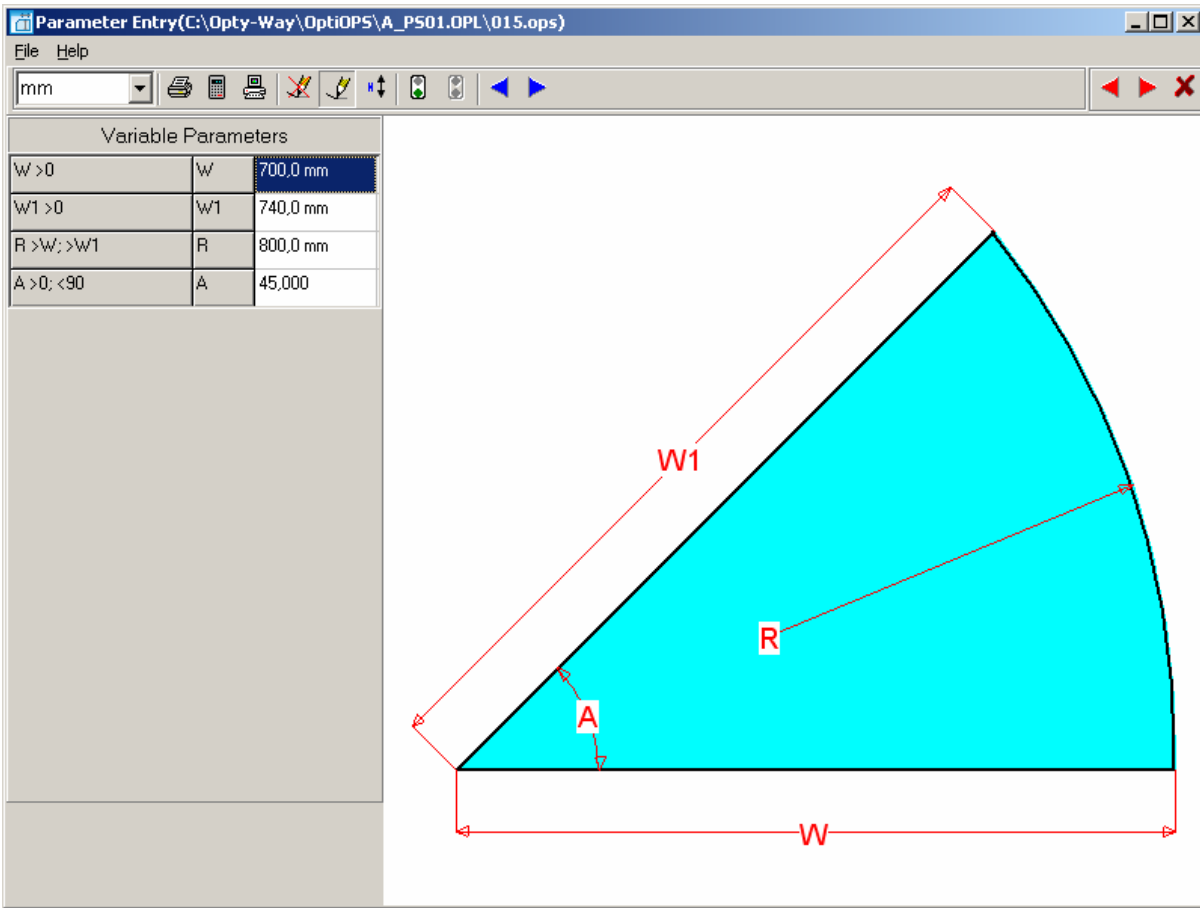 Parameter Entry(C:\Opty-Way\OptiOPS\A_PS01.OPL\015.ops)
File Help
mm
Variable Parameters
W >0 W 700,0 mm
W1 >0 W1 740,0 mm
R >W; >W1 R 800,0 mm
A >0; <90 A 45,000
W1
R
A
W